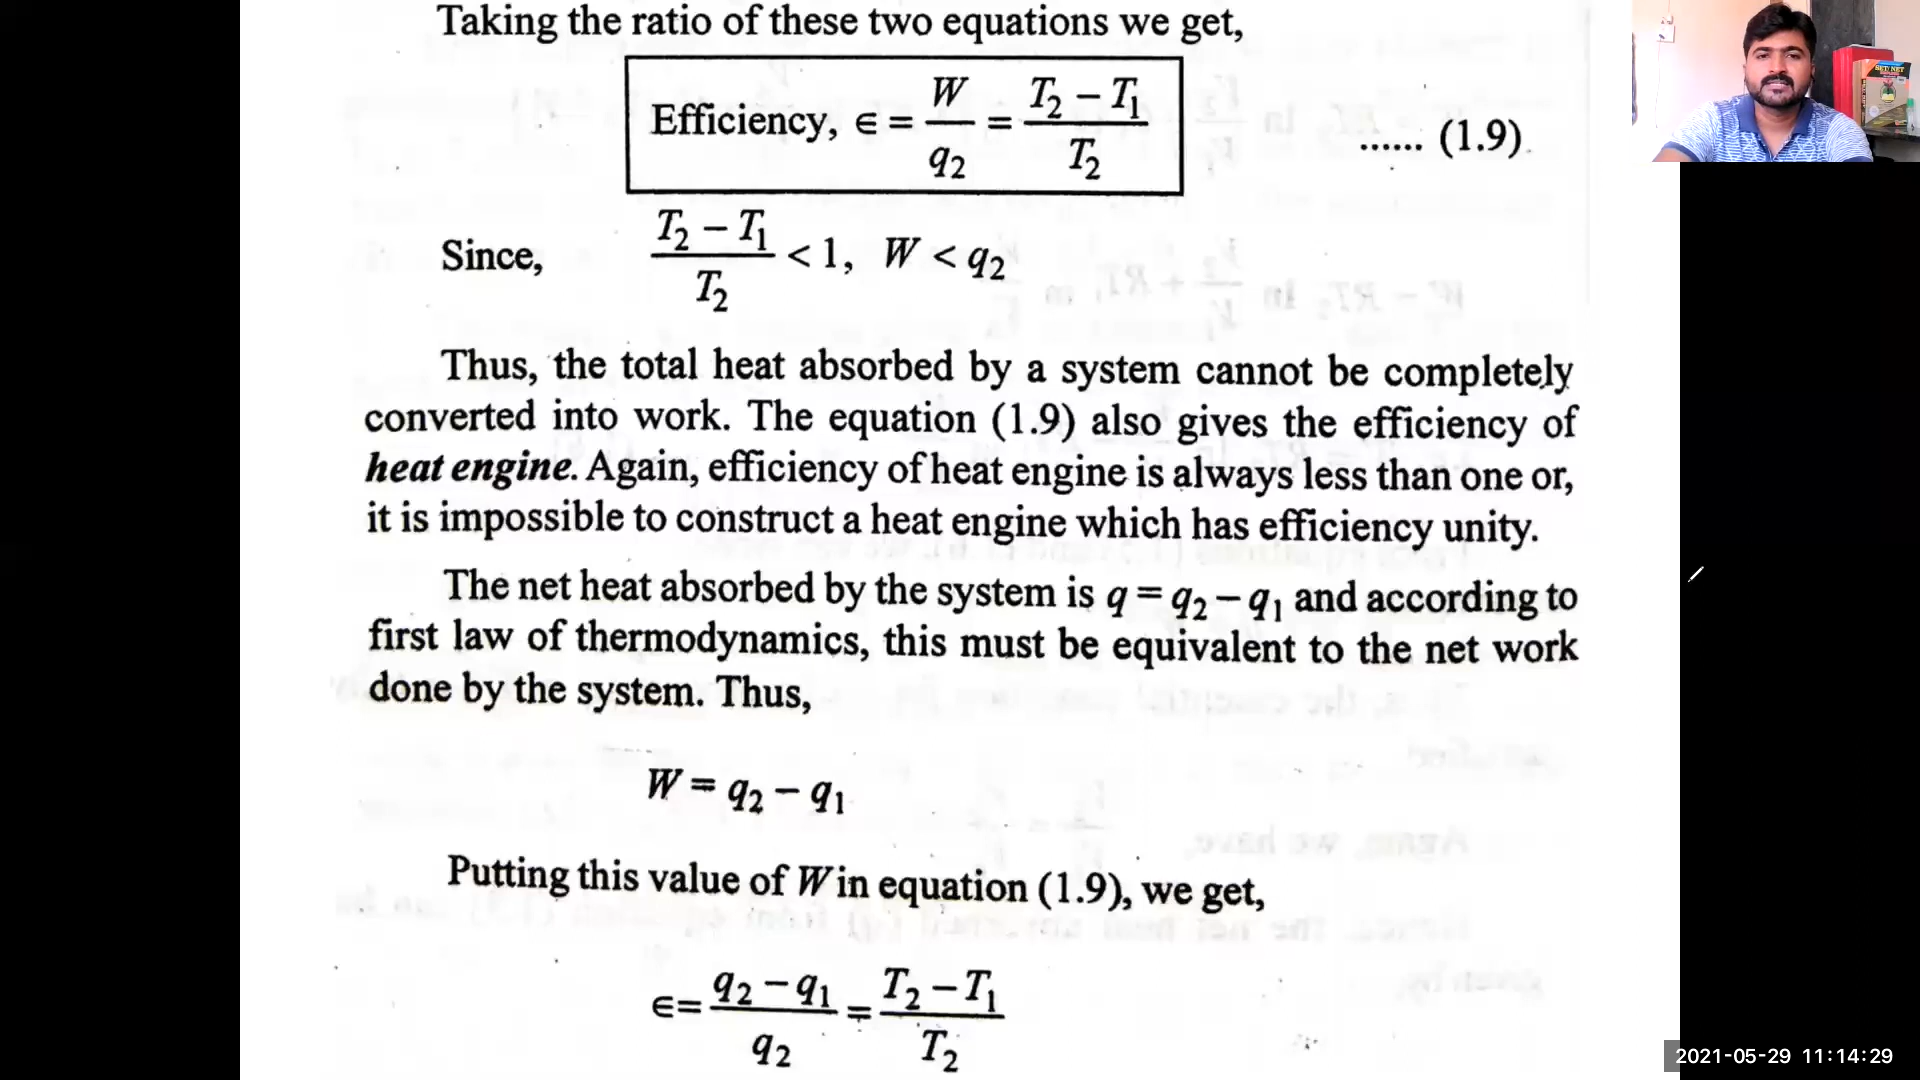 Taking the ratio of these two equations we get,
Efficiency, ∈ = W/q₂ = (T₂ − T₁)/T₂ ...... (1.9)
Since, (T₂ − T₁)/T₂ < 1, W < q₂
Thus, the total heat absorbed by a system cannot be completely
converted into work. The equation (1.9) also gives the efficiency of
heat engine. Again, efficiency of heat engine is always less than one or,
it is impossible to construct a heat engine which has efficiency unity.
The net heat absorbed by the system is q = q₂ − q₁ and according to
first law of thermodynamics, this must be equivalent to the net work
done by the system. Thus,
W = q₂ − q₁
Putting this value of W in equation (1.9), we get,
∈ = (q₂ − q₁)/q₂ = (T₂ − T₁)/T₂
SET/NET
2021-05-29 11:14:29